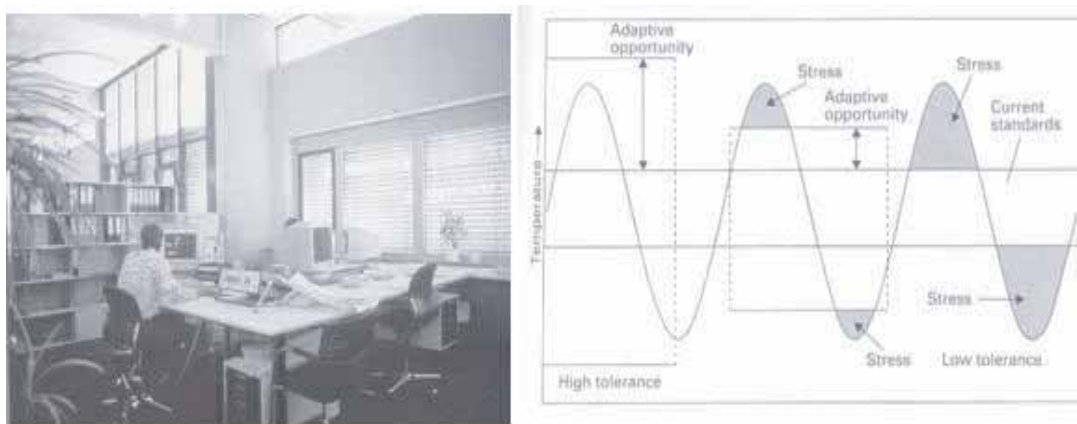 Adaptive
opportunity
Stress
Stress
Adaptive
opportunity
Current
standards
Temperature
Stress
Stress
Low tolerance
High tolerance